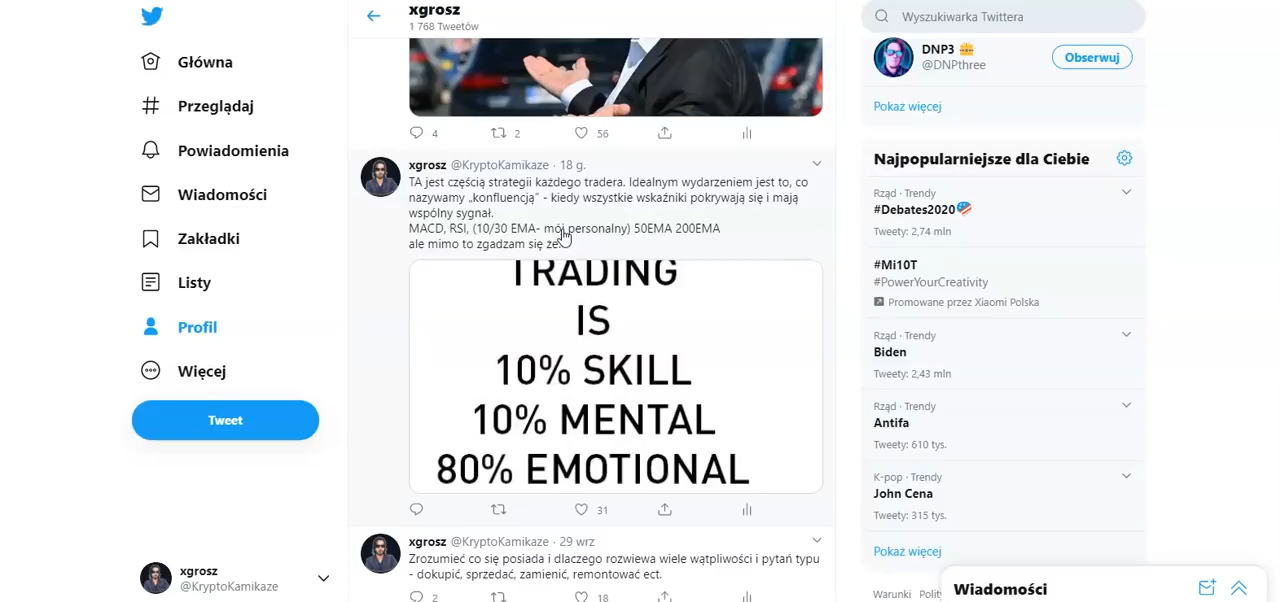 Główna
Przeglądaj
Powiadomienia
Wiadomości
Zakładki
Listy
Profil
Więcej
Tweet
xgrosz
@KryptoKamikaze
xgrosz
1 768 Tweetów
4 2 56
xgrosz @KryptoKamikaze · 18 g.
TA jest częścią strategii każdego tradera. Idealnym wydarzeniem jest to, co
nazywamy „konfluencją” - kiedy wszystkie wskaźniki pokrywają się i mają
wspólny sygnał.
MACD, RSI, (10/30 EMA- mój personalny) 50EMA 200EMA
ale mimo to zgadzam się że:
TRADING
IS
10% SKILL
10% MENTAL
80% EMOTIONAL
31
xgrosz @KryptoKamikaze · 29 wrz
Zrozumieć co się posiada i dlaczego rozwiewa wiele wątpliwości i pytań typu
- dokupić, sprzedać, zamienić, remontować ect.
2 18
Wyszukiwarka Twittera
DNP3
@DNPthree
Obserwuj
Pokaż więcej
Najpopularniejsze dla Ciebie
Rząd · Trendy
#Debates2020
Tweety: 2,74 mln
#Mi10T
#PowerYourCreativity
Promowane przez Xiaomi Polska
Rząd · Trendy
Biden
Tweety: 2,43 mln
Rząd · Trendy
Antifa
Tweety: 610 tys.
K-pop · Trendy
John Cena
Tweety: 315 tys.
Pokaż więcej
Warunki
Wiadomości